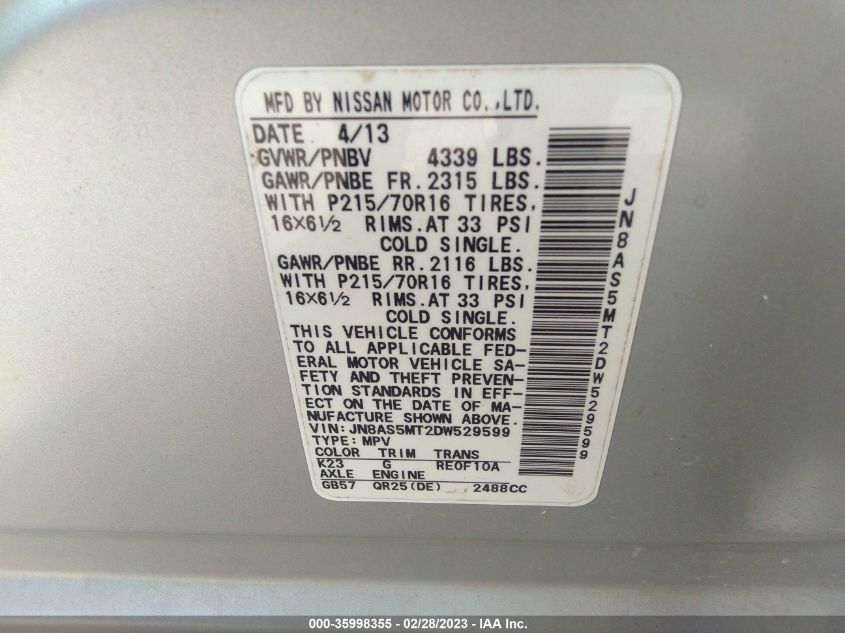 MFD BY NISSAN MOTOR CO.,LTD.
DATE 4/13
GVWR/PNBV 4339 LBS.
GAWR/PNBE FR.2315 LBS.
WITH P215/70R16 TIRES,
16×6½ RIMS.AT 33 PSI
COLD SINGLE.
GAWR/PNBE RR.2116 LBS.
WITH P215/70R16 TIRES,
16×6½ RIMS.AT 33 PSI
COLD SINGLE.
THIS VEHICLE CONFORMS
TO ALL APPLICABLE FED-
ERAL MOTOR VEHICLE SA-
FETY AND THEFT PREVEN-
TION STANDARDS IN EFF-
ECT ON THE DATE OF MA-
NUFACTURE SHOWN ABOVE.
VIN: JN8AS5MT2DW529599
TYPE: MPV
COLOR TRIM TRANS
K23 G RE0F10A
AXLE ENGINE
GB57 QR25(DE) 2488CC
JN8AS5MT2DW529599
000-35998355 - 02/28/2023 - IAA Inc.